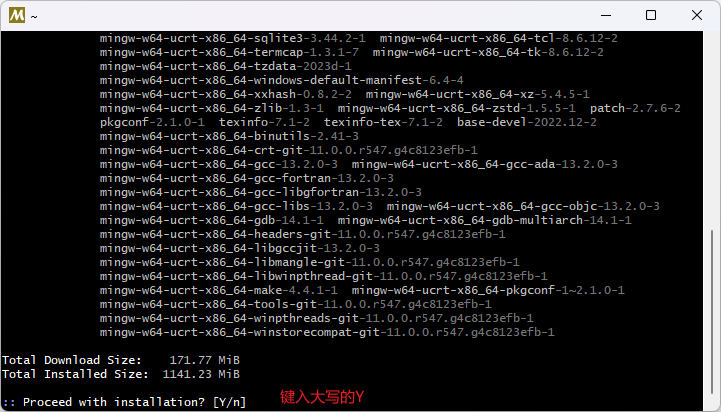 ~
mingw-w64-ucrt-x86_64-sqlite3-3.44.2-1 mingw-w64-ucrt-x86_64-tcl-8.6.12-2
mingw-w64-ucrt-x86_64-termcap-1.3.1-7 mingw-w64-ucrt-x86_64-tk-8.6.12-2
mingw-w64-ucrt-x86_64-tzdata-2023d-1
mingw-w64-ucrt-x86_64-windows-default-manifest-6.4-4
mingw-w64-ucrt-x86_64-xxhash-0.8.2-2 mingw-w64-ucrt-x86_64-xz-5.4.5-1
mingw-w64-ucrt-x86_64-zlib-1.3-1 mingw-w64-ucrt-x86_64-zstd-1.5.5-1 patch-2.7.6-2
pkgconf-2.1.0-1 texinfo-7.1-2 texinfo-tex-7.1-2 base-devel-2022.12-2
mingw-w64-ucrt-x86_64-binutils-2.41-3
mingw-w64-ucrt-x86_64-crt-git-11.0.0.r547.g4c8123efb-1
mingw-w64-ucrt-x86_64-gcc-13.2.0-3 mingw-w64-ucrt-x86_64-gcc-ada-13.2.0-3
mingw-w64-ucrt-x86_64-gcc-fortran-13.2.0-3
mingw-w64-ucrt-x86_64-gcc-libgfortran-13.2.0-3
mingw-w64-ucrt-x86_64-gcc-libs-13.2.0-3 mingw-w64-ucrt-x86_64-gcc-objc-13.2.0-3
mingw-w64-ucrt-x86_64-gdb-14.1-1 mingw-w64-ucrt-x86_64-gdb-multiarch-14.1-1
mingw-w64-ucrt-x86_64-headers-git-11.0.0.r547.g4c8123efb-1
mingw-w64-ucrt-x86_64-libgccjit-13.2.0-3
mingw-w64-ucrt-x86_64-libmangle-git-11.0.0.r547.g4c8123efb-1
mingw-w64-ucrt-x86_64-libwinpthread-git-11.0.0.r547.g4c8123efb-1
mingw-w64-ucrt-x86_64-make-4.4.1-1 mingw-w64-ucrt-x86_64-pkgconf-1~2.1.0-1
mingw-w64-ucrt-x86_64-tools-git-11.0.0.r547.g4c8123efb-1
mingw-w64-ucrt-x86_64-winpthreads-git-11.0.0.r547.g4c8123efb-1
mingw-w64-ucrt-x86_64-winstorecompat-git-11.0.0.r547.g4c8123efb-1
Total Download Size: 171.77 MiB
Total Installed Size: 1141.23 MiB
:: Proceed with installation? [Y/n] 键入大写的Y